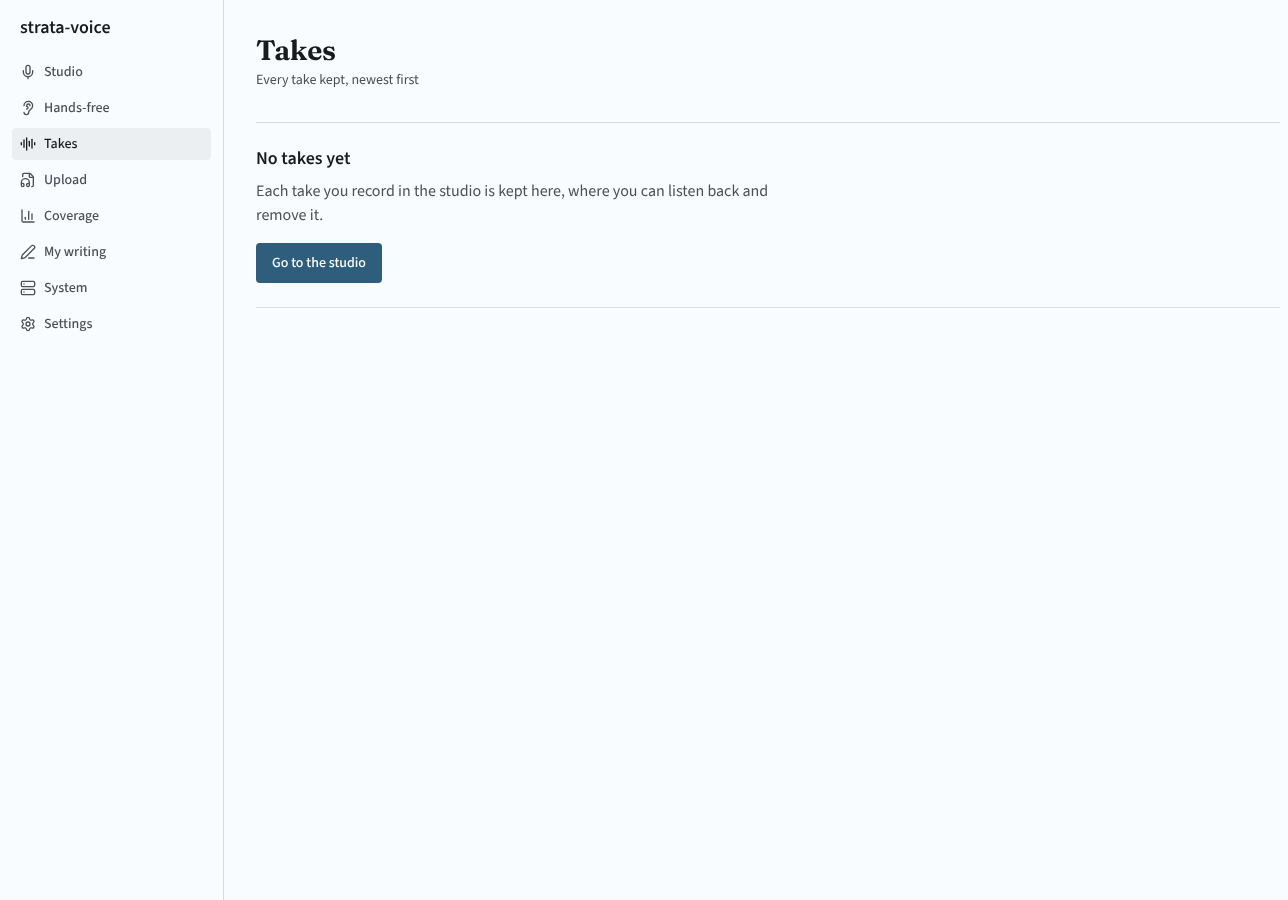 strata-voice
Studio
Hands-free
Takes
Upload
Coverage
My writing
System
Settings
Takes
Every take kept, newest first
No takes yet
Each take you record in the studio is kept here, where you can listen back and
remove it.
Go to the studio